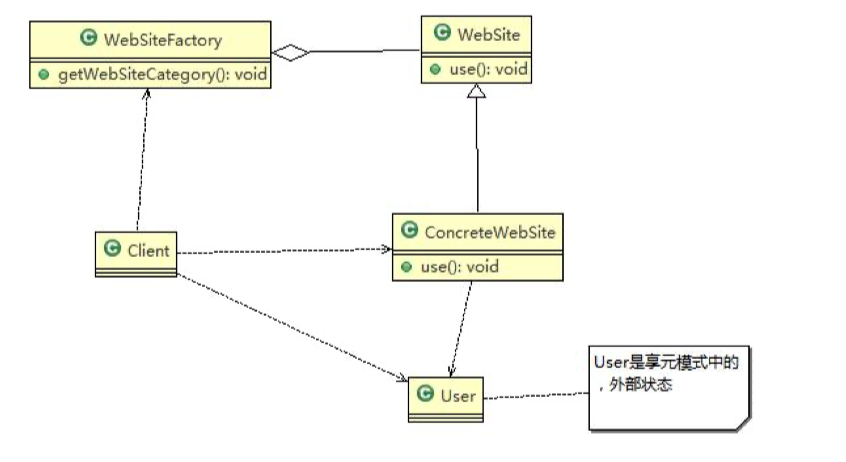 WebSiteFactory
getWebSiteCategory(): void
WebSite
use(): void
Client
ConcreteWebSite
use(): void
User
User是享元模式中的
，外部状态